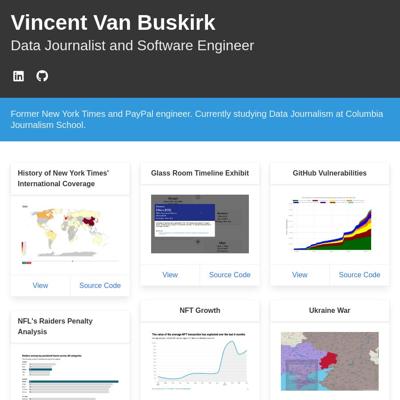 Vincent Van Buskirk
Data Journalist and Software Engineer
Former New York Times and PayPal engineer. Currently studying Data Journalism at Columbia
Journalism School.
History of New York Times'
International Coverage
View
Source Code
Glass Room Timeline Exhibit
View
Source Code
GitHub Vulnerabilities
View
Source Code
NFL's Raiders Penalty
Analysis
NFT Growth
The value of the average NFT transaction has exploded over the last 6 months
Ukraine War